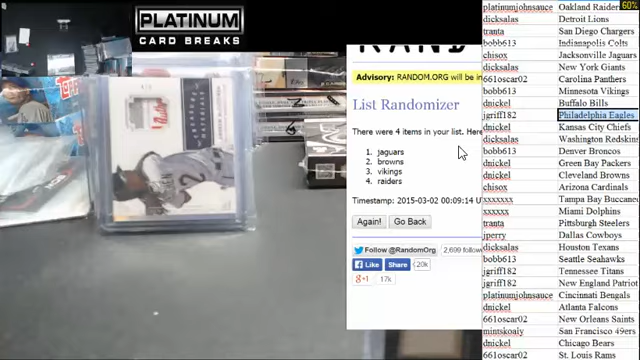 PLATINUM
CARD BREAKS
Advisory: RANDOM.ORG will be in
List Randomizer
There were 4 items in your list. Here
1. jaguars
2. browns
3. vikings
4. raiders
Timestamp: 2015-03-02 00:09:14 U
Again! Go Back
Follow @RandomOrg 2,699 follow
Like Share 20k
g+1 17k
60%
platinumjohnsauce Oakland Raiders
dicksalas Detroit Lions
tranta San Diego Chargers
bobb613 Indianapolis Colts
chisox Jacksonville Jaguars
dicksalas New York Giants
661oscar02 Carolina Panthers
bobb613 Minnesota Vikings
dnickel Buffalo Bills
jgriff182 Philadelphia Eagles
dnickel Kansas City Chiefs
dicksalas Washington Redskins
bobb613 Denver Broncos
dnickel Green Bay Packers
dnickel Cleveland Browns
chisox Arizona Cardinals
xxxxxx Tampa Bay Buccanee
xxxxxx Miami Dolphins
tranta Pittsburgh Steelers
jperry Dallas Cowboys
dicksalas Houston Texans
bobb613 Seattle Seahawks
jgriff182 Tennessee Titans
jgriff182 New England Patriot
platinumjohnsauce Cincinnati Bengals
dnickel Atlanta Falcons
661oscar02 New Orleans Saints
mintskoaly San Francisco 49ers
dnickel Chicago Bears
661oscar02 St. Louis Rams